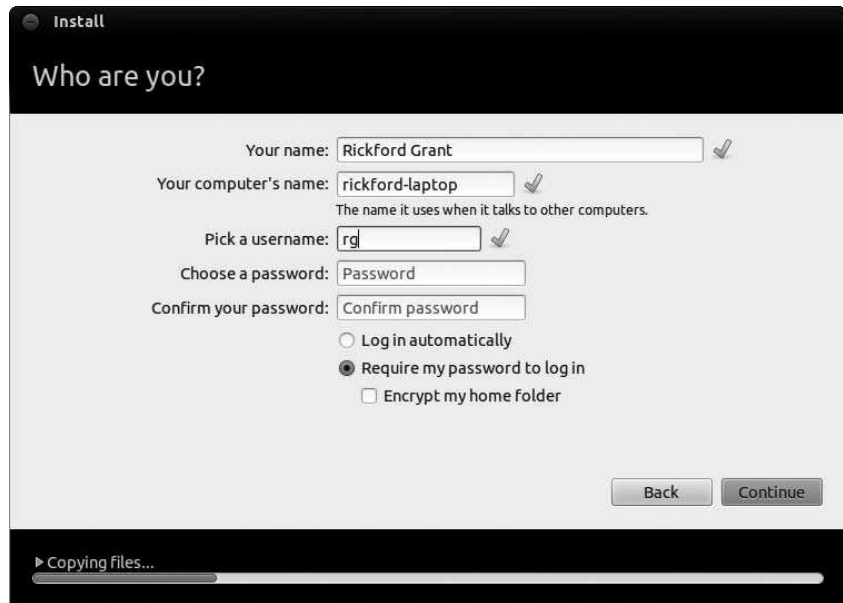 Install
Who are you?
Your name: Rickford Grant
Your computer's name: rickford-laptop
The name it uses when it talks to other computers.
Pick a username: rg
Choose a password: Password
Confirm your password: Confirm password
Log in automatically
Require my password to log in
Encrypt my home folder
Back Continue
Copying files...